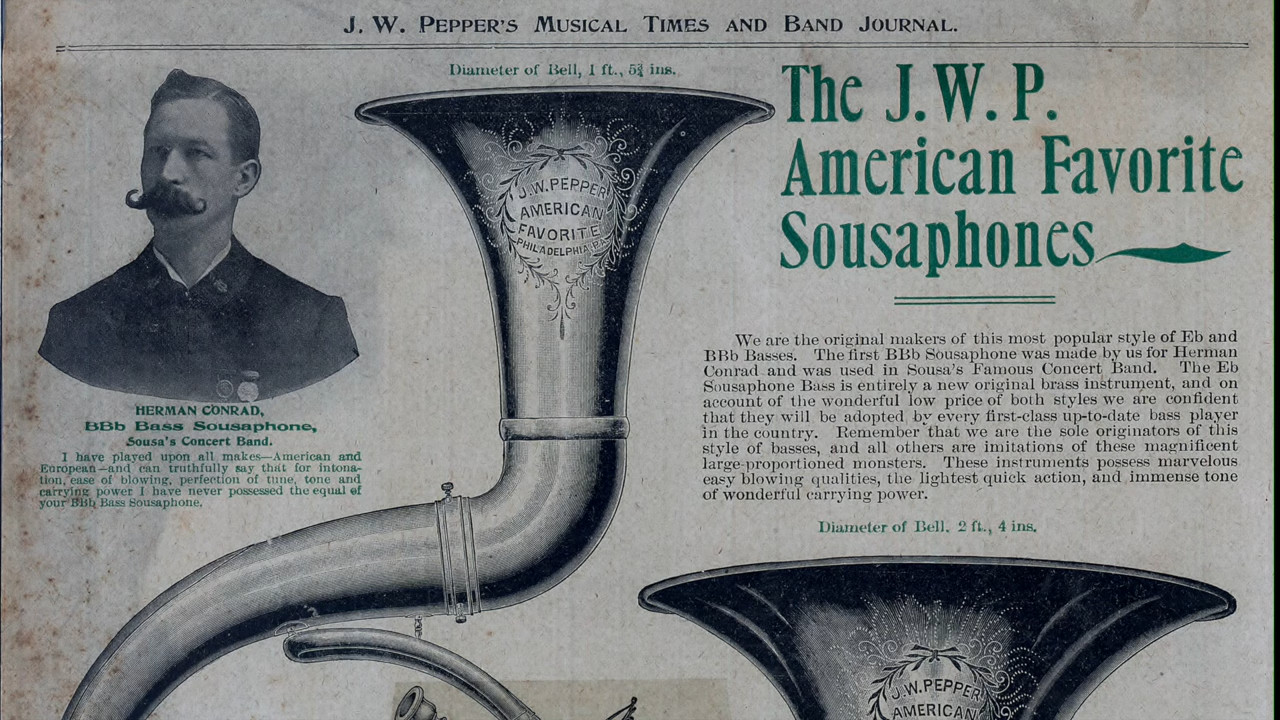 J. W. PEPPER'S MUSICAL TIMES AND BAND JOURNAL.
Diameter of Bell, 1 ft., 5¾ ins.
J.W. PEPPER
AMERICAN
FAVORITE
PHILADELPHIA, PA.
The J. W. P.
American Favorite
Sousaphones
HERMAN CONRAD,
BBb Bass Sousaphone,
Sousa's Concert Band.
I have played upon all makes—American and
European—and can truthfully say that for intona-
tion, ease of blowing, perfection of tune, tone and
carrying power I have never possessed the equal of
your BBb Bass Sousaphone.
We are the original makers of this most popular style of Eb and
BBb Basses. The first BBb Sousaphone was made by us for Herman
Conrad and was used in Sousa's Famous Concert Band. The Eb
Sousaphone Bass is entirely a new original brass instrument, and on
account of the wonderful low price of both styles we are confident
that they will be adopted by every first-class up-to-date bass player
in the country. Remember that we are the sole originators of this
style of basses, and all others are imitations of these magnificent
large-proportioned monsters. These instruments possess marvelous
easy blowing qualities, the lightest quick action, and immense tone
of wonderful carrying power.
Diameter of Bell. 2 ft., 4 ins.
J.W. PEPPER
AMERICAN